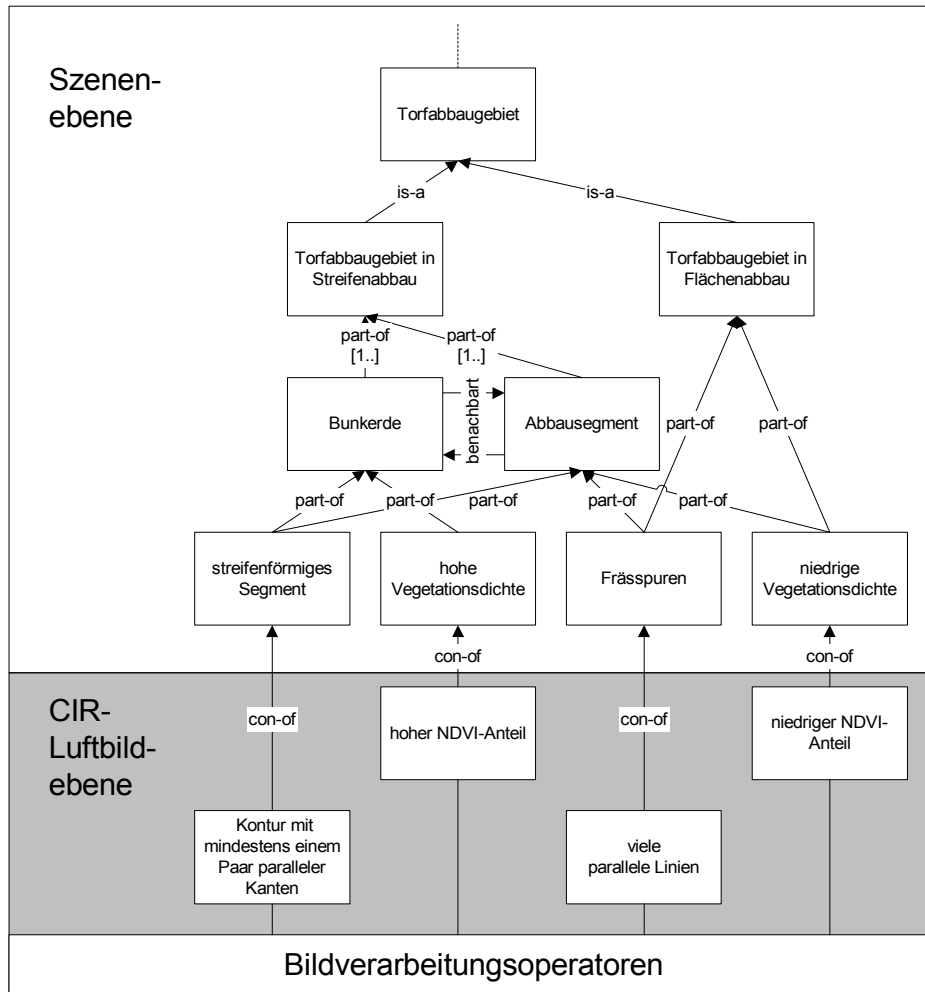 Szenen-
ebene
Torfabbaugebiet
is-a
is-a
Torfabbaugebiet in
Streifenabbau
Torfabbaugebiet in
Flächenabbau
part-of
[1..]
part-of
[1..]
Bunkerde
benachbart
Abbausegment
part-of
part-of
part-of
part-of
part-of
part-of
part-of
part-of
streifenförmiges
Segment
hohe
Vegetationsdichte
Frässpuren
niedrige
Vegetationsdichte
con-of
con-of
CIR-
Luftbild-
ebene
con-of
hoher NDVI-Anteil
con-of
niedriger NDVI-
Anteil
Kontur mit
mindestens einem
Paar paralleler
Kanten
viele
parallele Linien
Bildverarbeitungsoperatoren